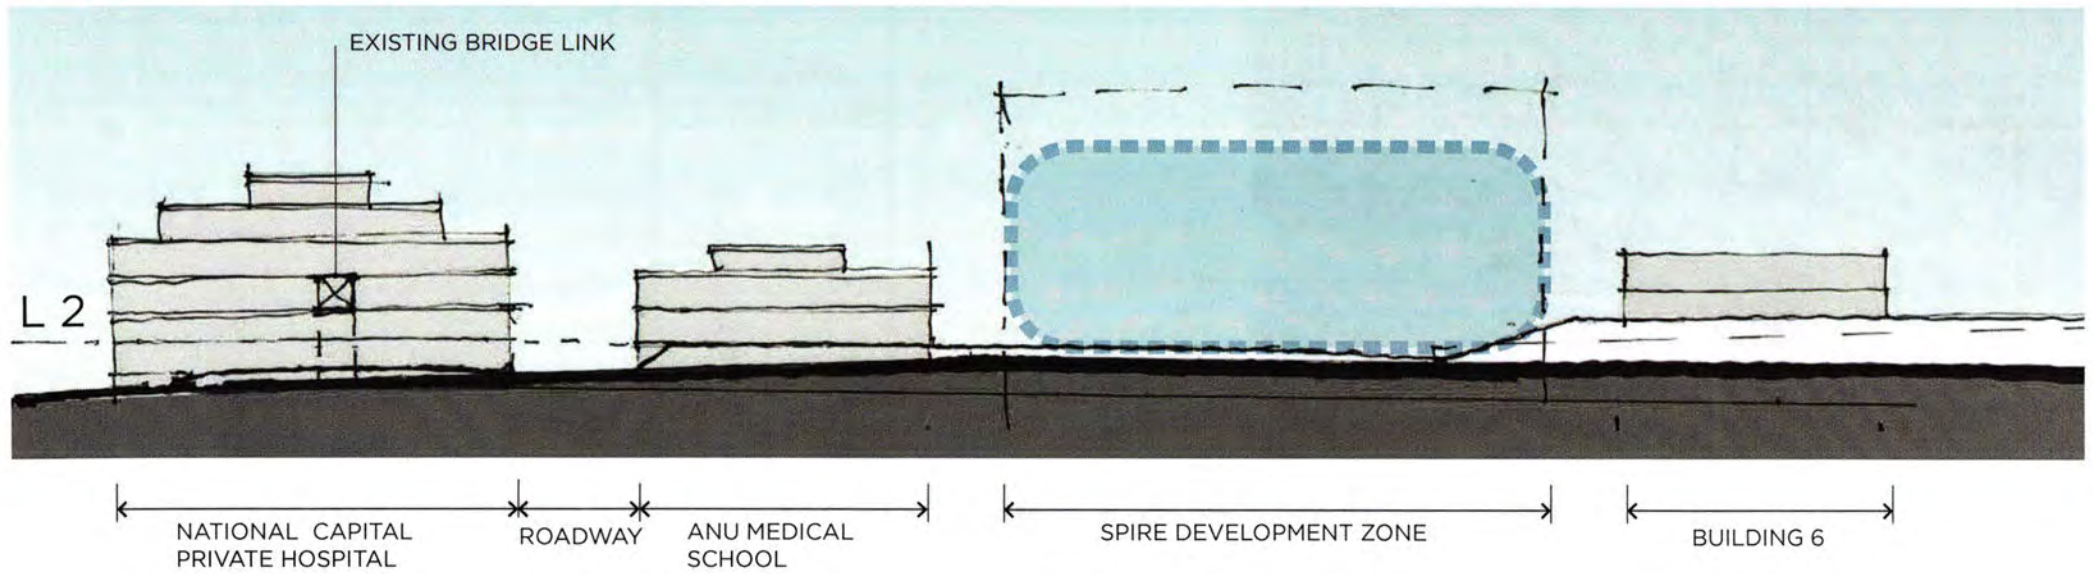 EXISTING BRIDGE LINK
L 2
NATIONAL CAPITAL
PRIVATE HOSPITAL
ROADWAY
ANU MEDICAL
SCHOOL
SPIRE DEVELOPMENT ZONE
BUILDING 6